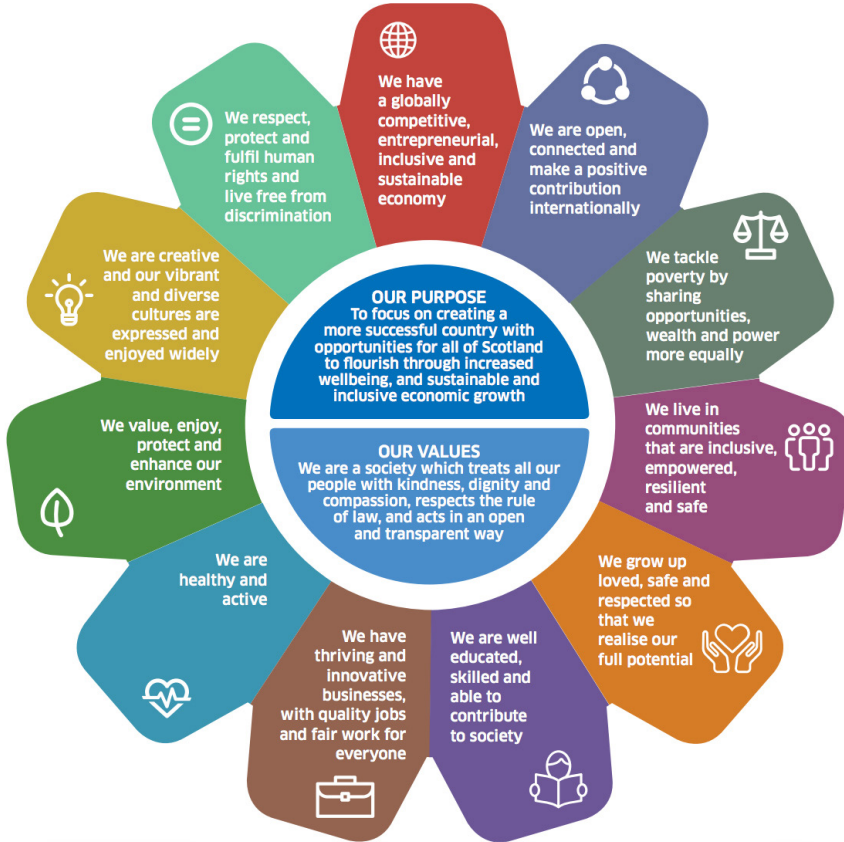 We have
a globally
competitive,
entrepreneurial,
inclusive and
sustainable
economy
We are open,
connected and
make a positive
contribution
internationally
We tackle
poverty by
sharing
opportunities,
wealth and power
more equally
We live in
communities
that are inclusive,
empowered,
resilient
and safe
We grow up
loved, safe and
respected so
that we
realise our
full potential
We are well
educated,
skilled and
able to
contribute
to society
We have
thriving and
innovative
businesses,
with quality jobs
and fair work for
everyone
We are
healthy and
active
We value, enjoy,
protect and
enhance our
environment
We are creative
and our vibrant
and diverse
cultures are
expressed and
enjoyed widely
We respect,
protect and
fulfil human
rights and
live free from
discrimination
OUR PURPOSE
To focus on creating a
more successful country with
opportunities for all of Scotland
to flourish through increased
wellbeing, and sustainable and
inclusive economic growth
OUR VALUES
We are a society which treats all our
people with kindness, dignity and
compassion, respects the rule
of law, and acts in an open
and transparent way